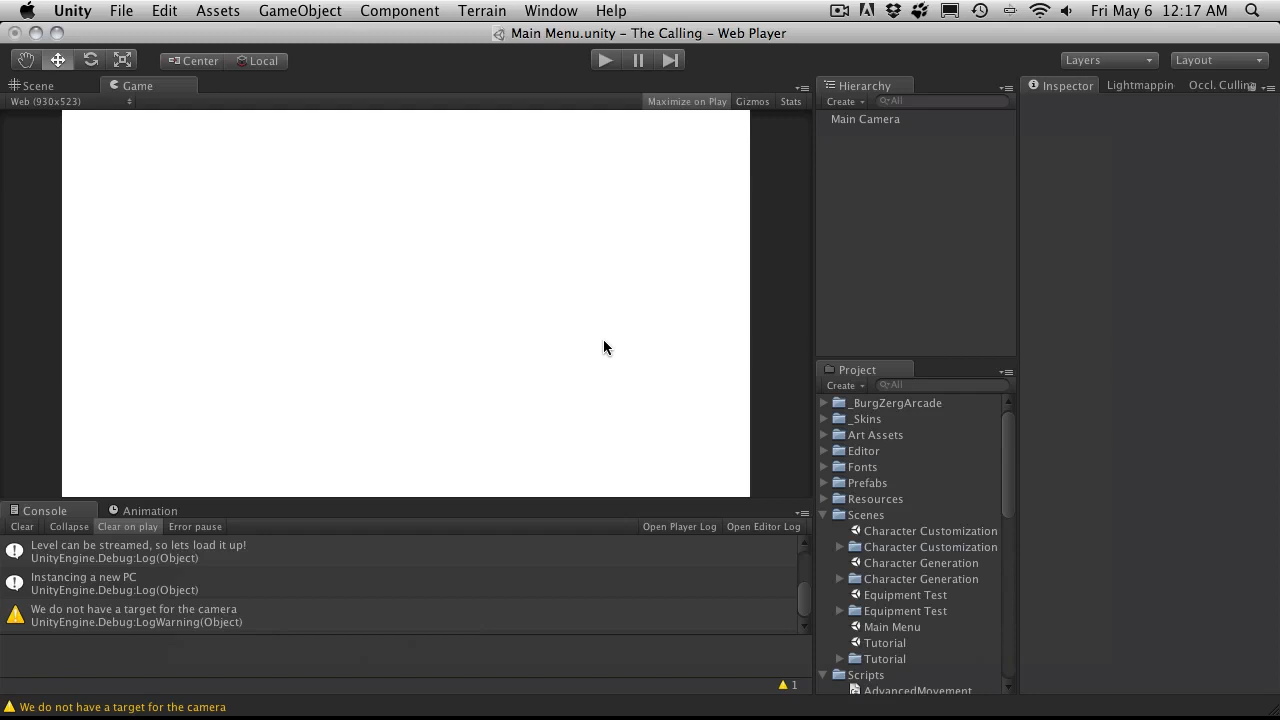 Unity File Edit Assets GameObject Component Terrain Window Help Fri May 6 12:17 AM
Main Menu.unity – The Calling – Web Player
Center Local Layers Layout
Scene Game
Web (930x523) Maximize on Play Gizmos Stats
Hierarchy
Create All
Main Camera
Inspector Lightmappin Occl. Culling
Project
Create All
_BurgZergArcade
_Skins
Art Assets
Editor
Fonts
Prefabs
Resources
Scenes
Character Customization
Character Customization
Character Generation
Character Generation
Equipment Test
Equipment Test
Main Menu
Tutorial
Tutorial
Scripts
AdvancedMovement
Console Animation
Clear Collapse Clear on play Error pause Open Player Log Open Editor Log
Level can be streamed, so lets load it up!
UnityEngine.Debug:Log(Object)
Instancing a new PC
UnityEngine.Debug:Log(Object)
We do not have a target for the camera
UnityEngine.Debug:LogWarning(Object)
1
We do not have a target for the camera